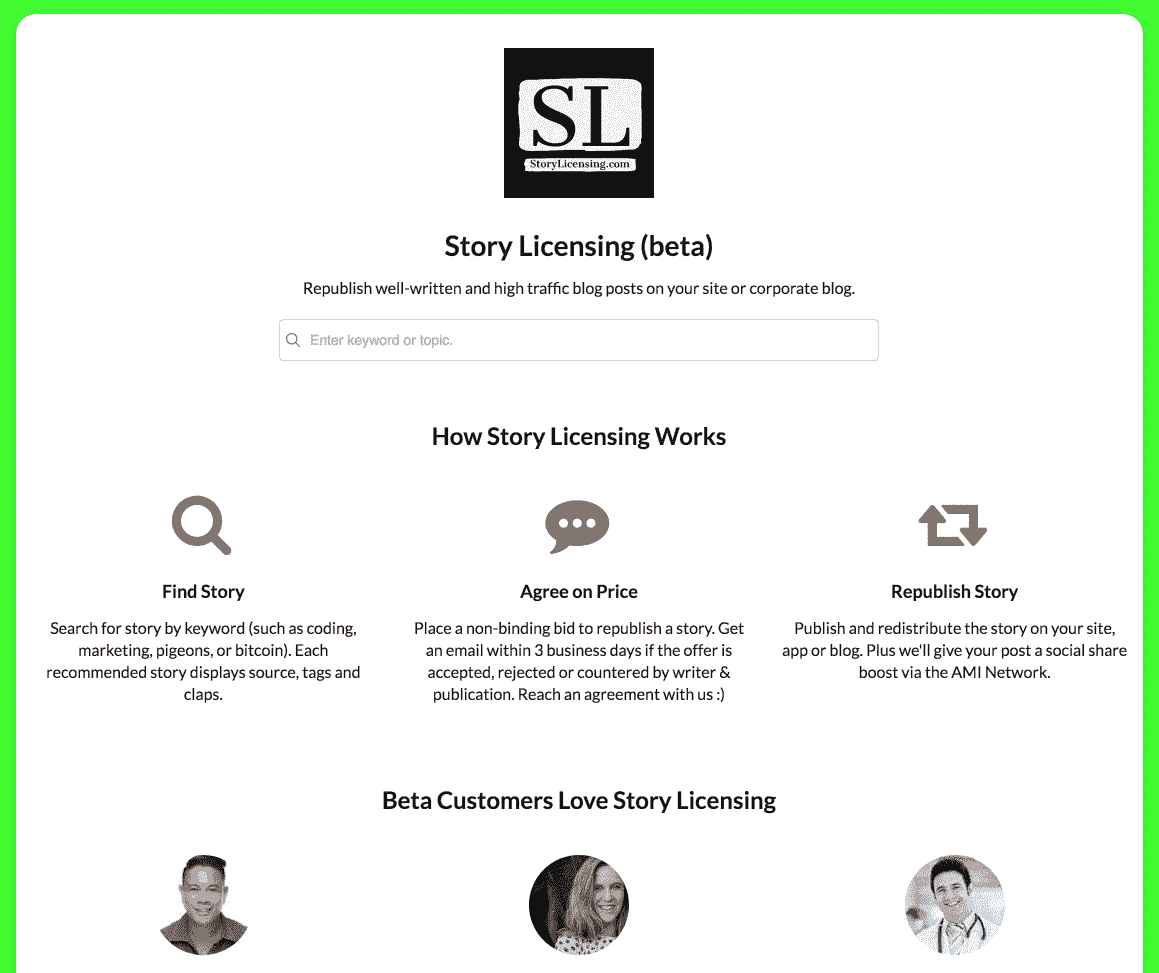 SL
StoryLicensing.com
Story Licensing (beta)
Republish well-written and high traffic blog posts on your site or corporate blog.
Enter keyword or topic.
How Story Licensing Works
Find Story
Search for story by keyword (such as coding,
marketing, pigeons, or bitcoin). Each
recommended story displays source, tags and
claps.
Agree on Price
Place a non-binding bid to republish a story. Get
an email within 3 business days if the offer is
accepted, rejected or countered by writer &
publication. Reach an agreement with us :)
Republish Story
Publish and redistribute the story on your site,
app or blog. Plus we'll give your post a social share
boost via the AMI Network.
Beta Customers Love Story Licensing